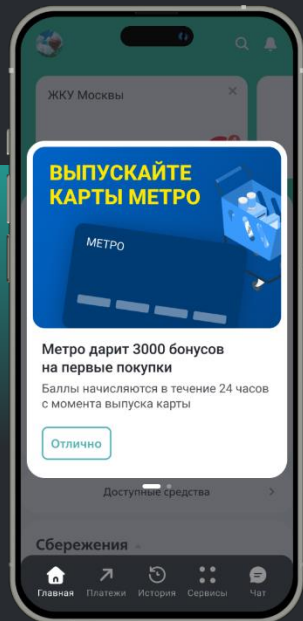 ЖКУ Москвы
ВЫПУСКАЙТЕ
КАРТЫ МЕТРО
МЕТРО
Метро дарит 3000 бонусов
на первые покупки
Баллы начисляются в течение 24 часов
с момента выпуска карты
Отлично
Доступные средства
Сбережения
Главная Платежи История Сервисы Чат